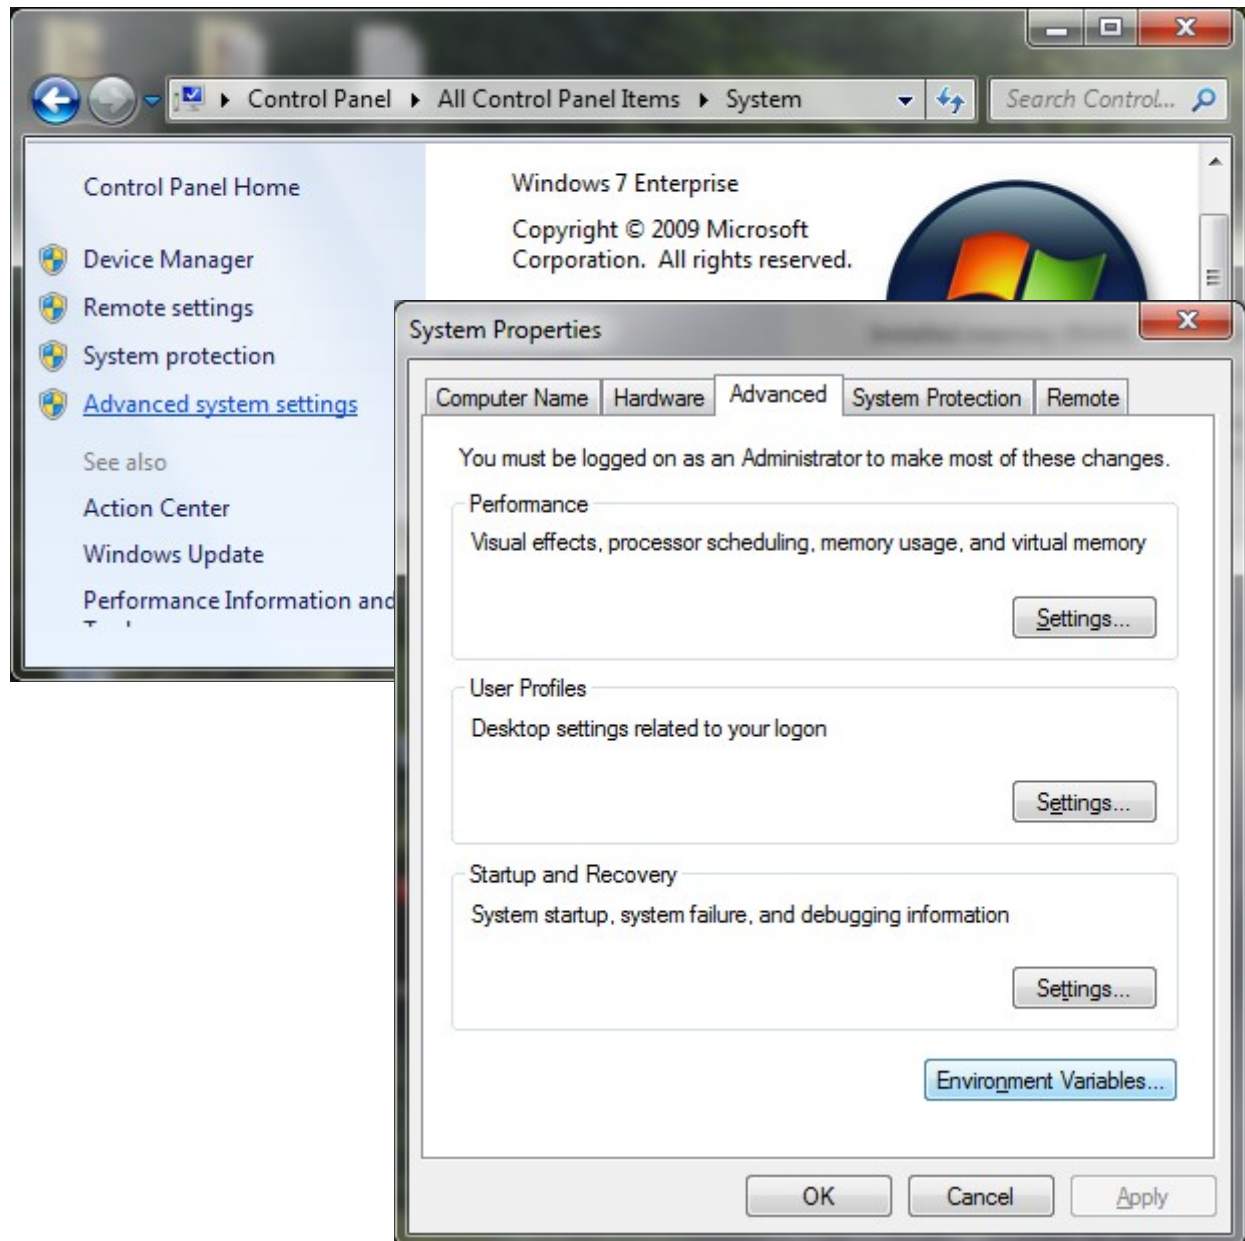 Control Panel ▸ All Control Panel Items ▸ System
Search Control...
Control Panel Home
Device Manager
Remote settings
System protection
Advanced system settings
See also
Action Center
Windows Update
Performance Information and
Windows 7 Enterprise
Copyright © 2009 Microsoft
Corporation. All rights reserved.
System Properties
Computer Name Hardware Advanced System Protection Remote
You must be logged on as an Administrator to make most of these changes.
Performance
Visual effects, processor scheduling, memory usage, and virtual memory
Settings...
User Profiles
Desktop settings related to your logon
Settings...
Startup and Recovery
System startup, system failure, and debugging information
Settings...
Environment Variables...
OK Cancel Apply